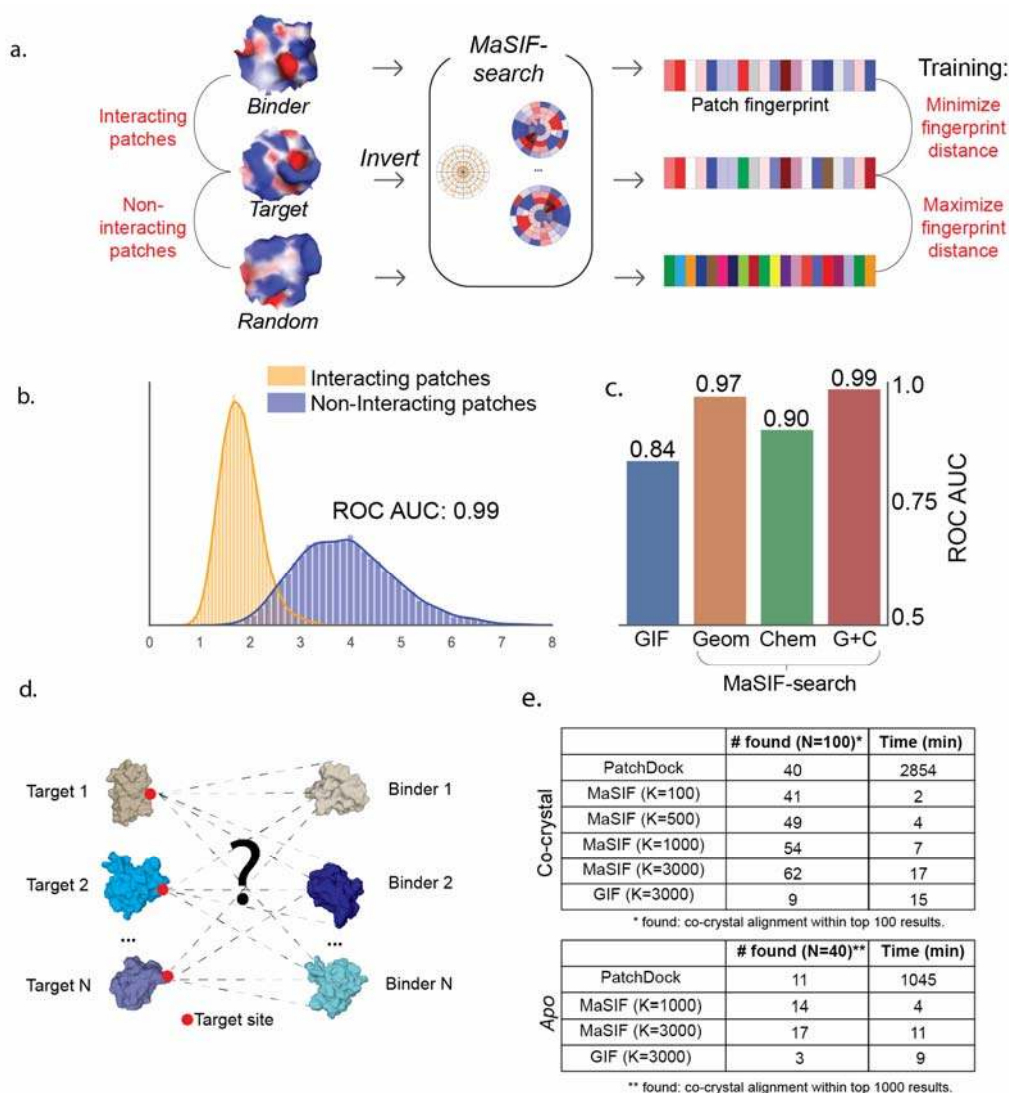 a.
Interacting
patches
Non-
interacting
patches
Binder
Target
Random
Invert
MaSIF-
search
...
Patch fingerprint
Training:
Minimize
fingerprint
distance
Maximize
fingerprint
distance
b.
Interacting patches
Non-Interacting patches
ROC AUC: 0.99
0 1 2 3 4 5 6 7 8
c.
0.84
0.97
0.90
0.99
1.0
0.75
0.5
ROC AUC
GIF Geom Chem G+C
MaSIF-search
d.
Target 1
Binder 1
?
Target 2
Binder 2
...
...
Target N
Binder N
Target site
e.
# found (N=100)* Time (min)
Co-crystal
PatchDock 40 2854
MaSIF (K=100) 41 2
MaSIF (K=500) 49 4
MaSIF (K=1000) 54 7
MaSIF (K=3000) 62 17
GIF (K=3000) 9 15
* found: co-crystal alignment within top 100 results.
# found (N=40)** Time (min)
Apo
PatchDock 11 1045
MaSIF (K=1000) 14 4
MaSIF (K=3000) 17 11
GIF (K=3000) 3 9
** found: co-crystal alignment within top 1000 results.